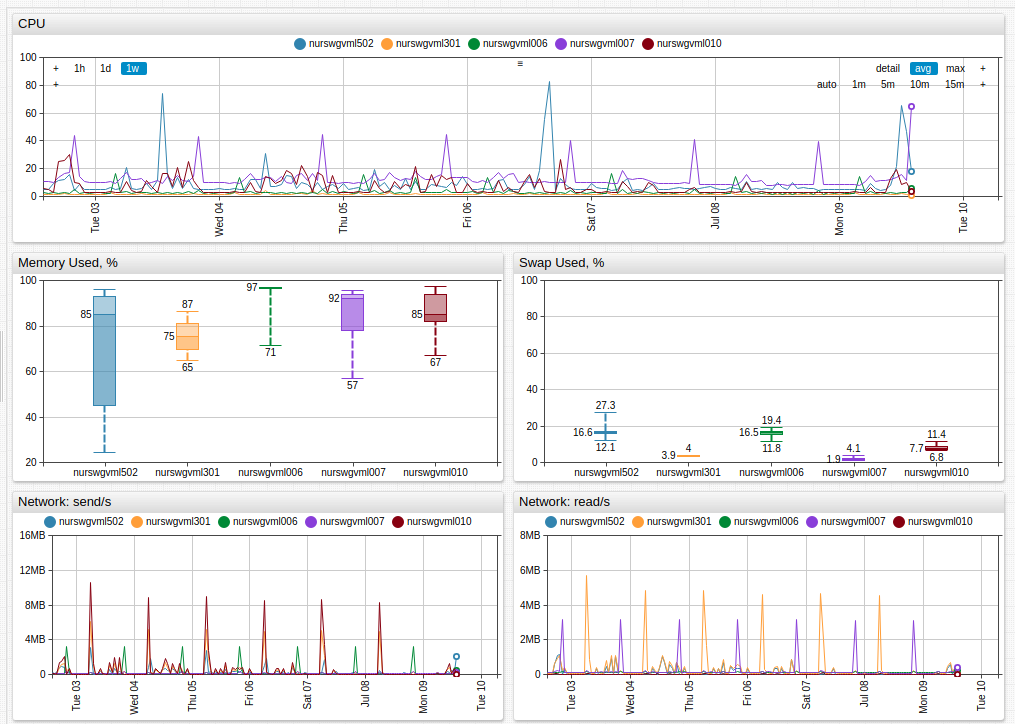 CPU
nurswgvml502 nurswgvml301 nurswgvml006 nurswgvml007 nurswgvml010
100
80
60
40
20
0
+ 1h 1d 1w
+
≡
detail avg max +
auto 1m 5m 10m 15m +
Tue 03 Wed 04 Thu 05 Fri 06 Sat 07 Jul 08 Mon 09 Tue 10
Memory Used, %
100
80
60
40
20
85
87
75
65
97
71
92
57
85
67
nurswgvml502 nurswgvml301 nurswgvml006 nurswgvml007 nurswgvml010
Swap Used, %
100
80
60
40
20
0
27.3
16.6
12.1
4
3.9
19.4
16.5
11.8
4.1
1.9
11.4
7.7
6.8
nurswgvml502 nurswgvml301 nurswgvml006 nurswgvml007 nurswgvml010
Network: send/s
nurswgvml502 nurswgvml301 nurswgvml006 nurswgvml007 nurswgvml010
16MB
12MB
8MB
4MB
0
Tue 03 Wed 04 Thu 05 Fri 06 Sat 07 Jul 08 Mon 09 Tue 10
Network: read/s
nurswgvml502 nurswgvml301 nurswgvml006 nurswgvml007 nurswgvml010
8MB
6MB
4MB
2MB
0
Tue 03 Wed 04 Thu 05 Fri 06 Sat 07 Jul 08 Mon 09 Tue 10